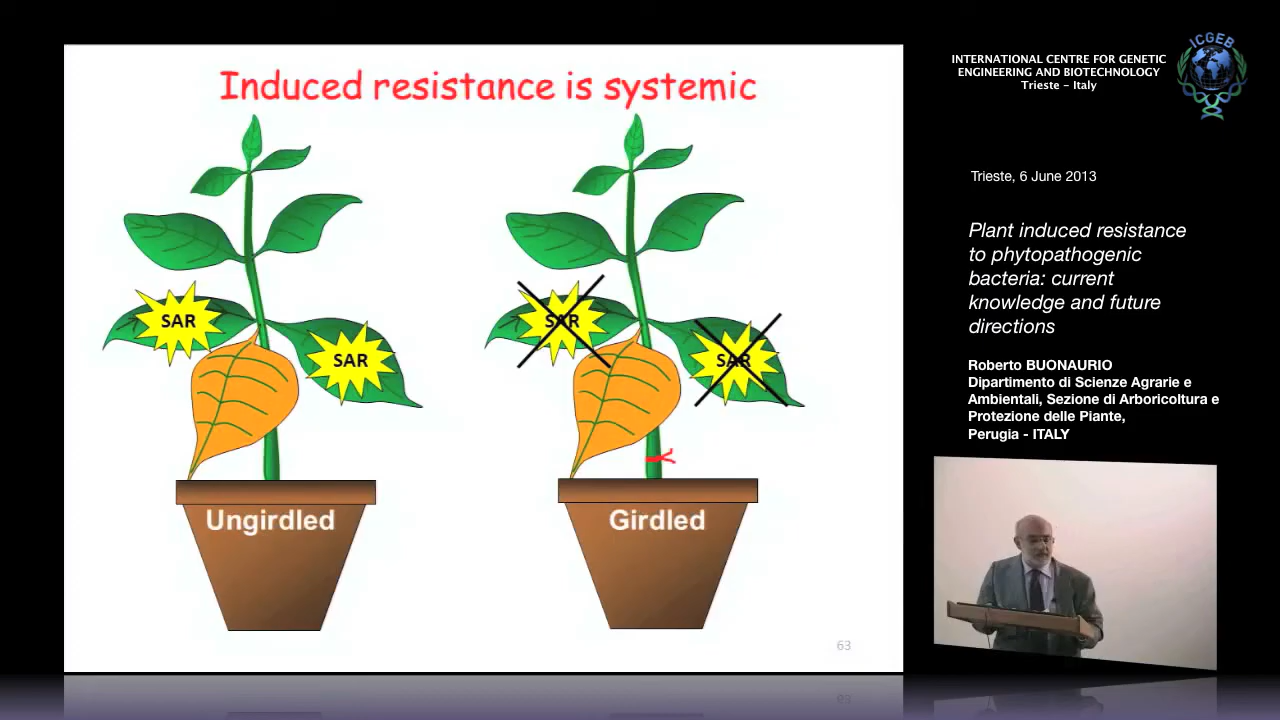 Induced resistance is systemic
SAR
SAR
SAR
SAR
Ungirdled
Girdled
63
INTERNATIONAL CENTRE FOR GENETIC
ENGINEERING AND BIOTECHNOLOGY
Trieste - Italy
ICGEB
Trieste, 6 June 2013
Plant induced resistance
to phytopathogenic
bacteria: current
knowledge and future
directions
Roberto BUONAURIO
Dipartimento di Scienze Agrarie e
Ambientali, Sezione di Arboricoltura e
Protezione delle Piante,
Perugia - ITALY